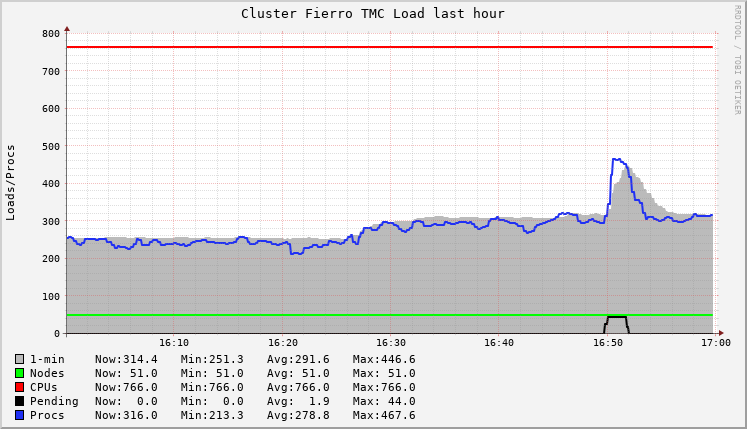 Cluster Fierro TMC Load last hour
RRDTOOL / TOBI OETIKER
Loads/Procs
800
700
600
500
400
300
200
100
0
16:10 16:20 16:30 16:40 16:50 17:00
1-min Now:314.4 Min:251.3 Avg:291.6 Max:446.6
Nodes Now: 51.0 Min: 51.0 Avg: 51.0 Max: 51.0
CPUs Now:766.0 Min:766.0 Avg:766.0 Max:766.0
Pending Now: 0.0 Min: 0.0 Avg: 1.9 Max: 44.0
Procs Now:316.0 Min:213.3 Avg:278.8 Max:467.6